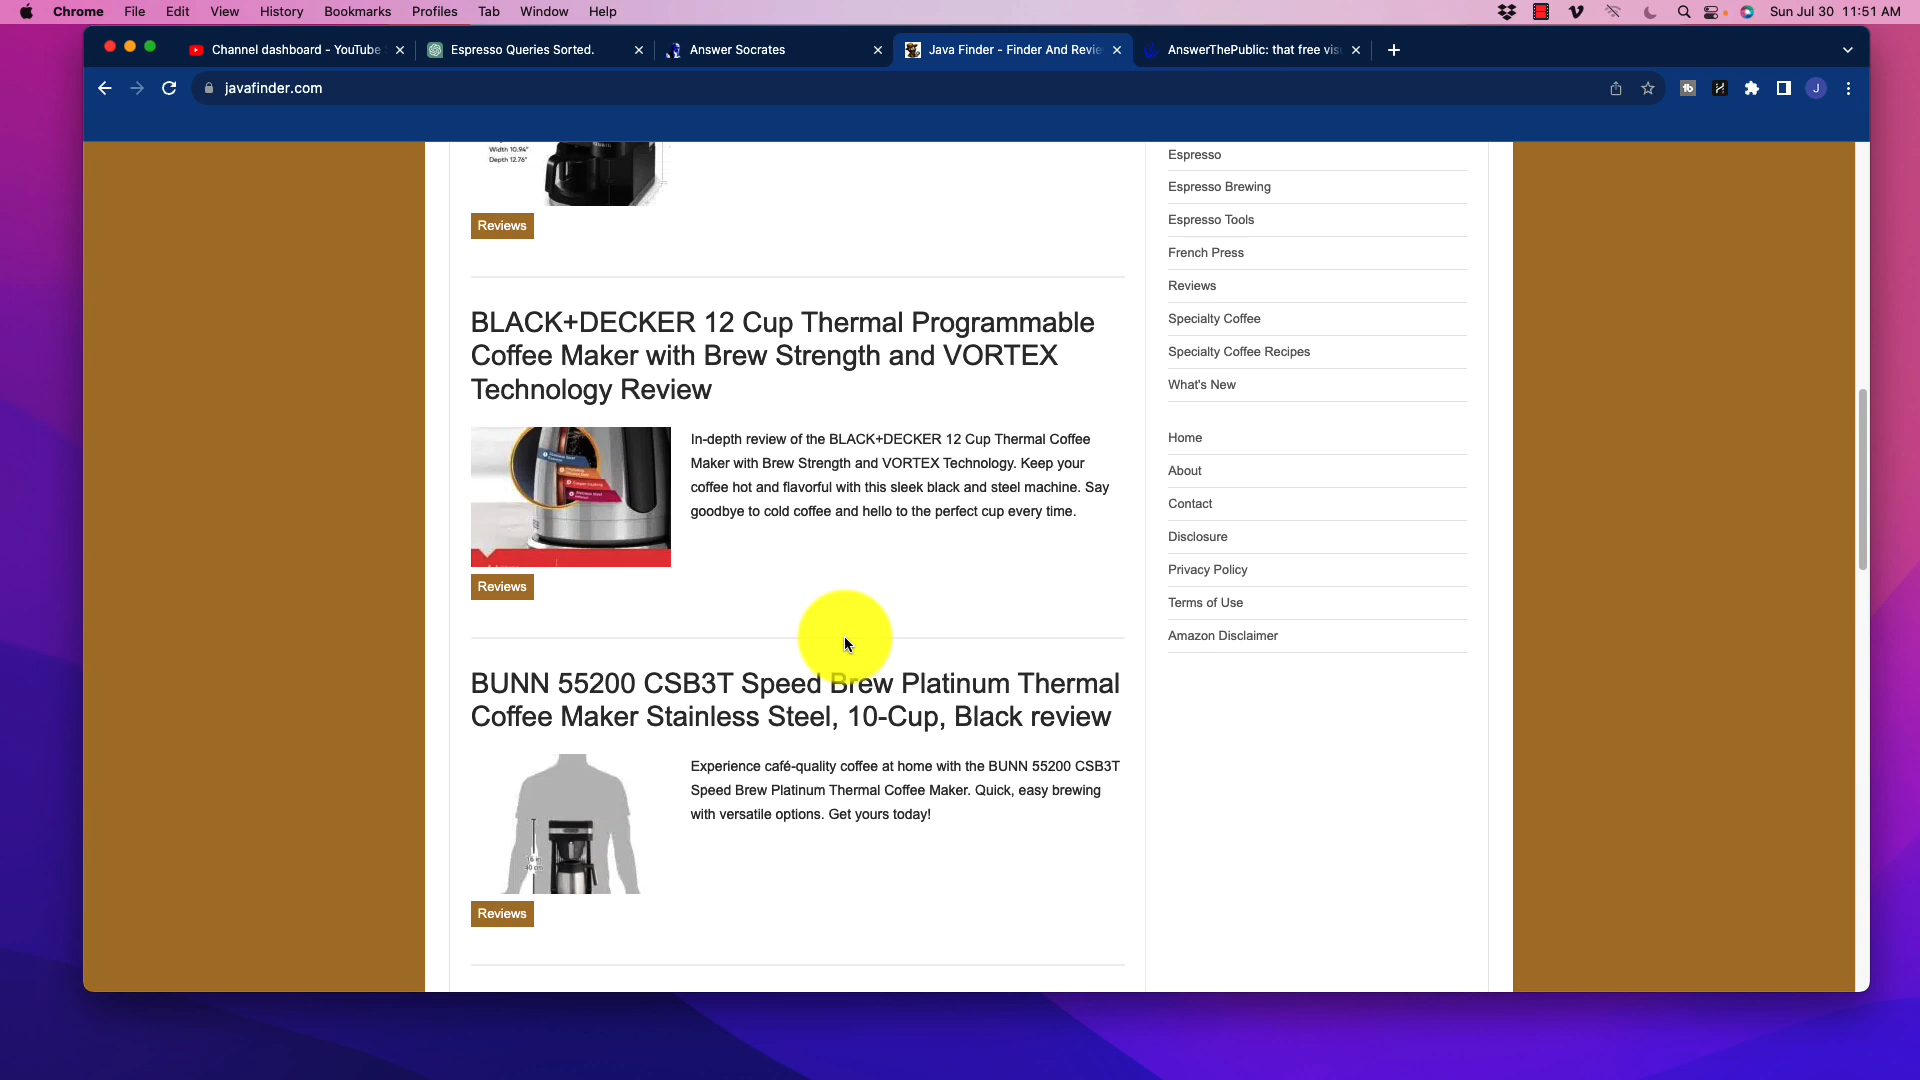 Chrome File Edit View History Bookmarks Profiles Tab Window Help Sun Jul 30 11:51 AM
Channel dashboard - YouTube Espresso Queries Sorted. Answer Socrates Java Finder - Finder And Revie AnswerThePublic: that free vis
javafinder.com
J
Width 10.94"
Depth 12.76"
Reviews
BLACK+DECKER 12 Cup Thermal Programmable
Coffee Maker with Brew Strength and VORTEX
Technology Review
In-depth review of the BLACK+DECKER 12 Cup Thermal Coffee
Maker with Brew Strength and VORTEX Technology. Keep your
coffee hot and flavorful with this sleek black and steel machine. Say
goodbye to cold coffee and hello to the perfect cup every time.
Reviews
BUNN 55200 CSB3T Speed Brew Platinum Thermal
Coffee Maker Stainless Steel, 10-Cup, Black review
Experience café-quality coffee at home with the BUNN 55200 CSB3T
Speed Brew Platinum Thermal Coffee Maker. Quick, easy brewing
with versatile options. Get yours today!
Reviews
Espresso
Espresso Brewing
Espresso Tools
French Press
Reviews
Specialty Coffee
Specialty Coffee Recipes
What's New
Home
About
Contact
Disclosure
Privacy Policy
Terms of Use
Amazon Disclaimer